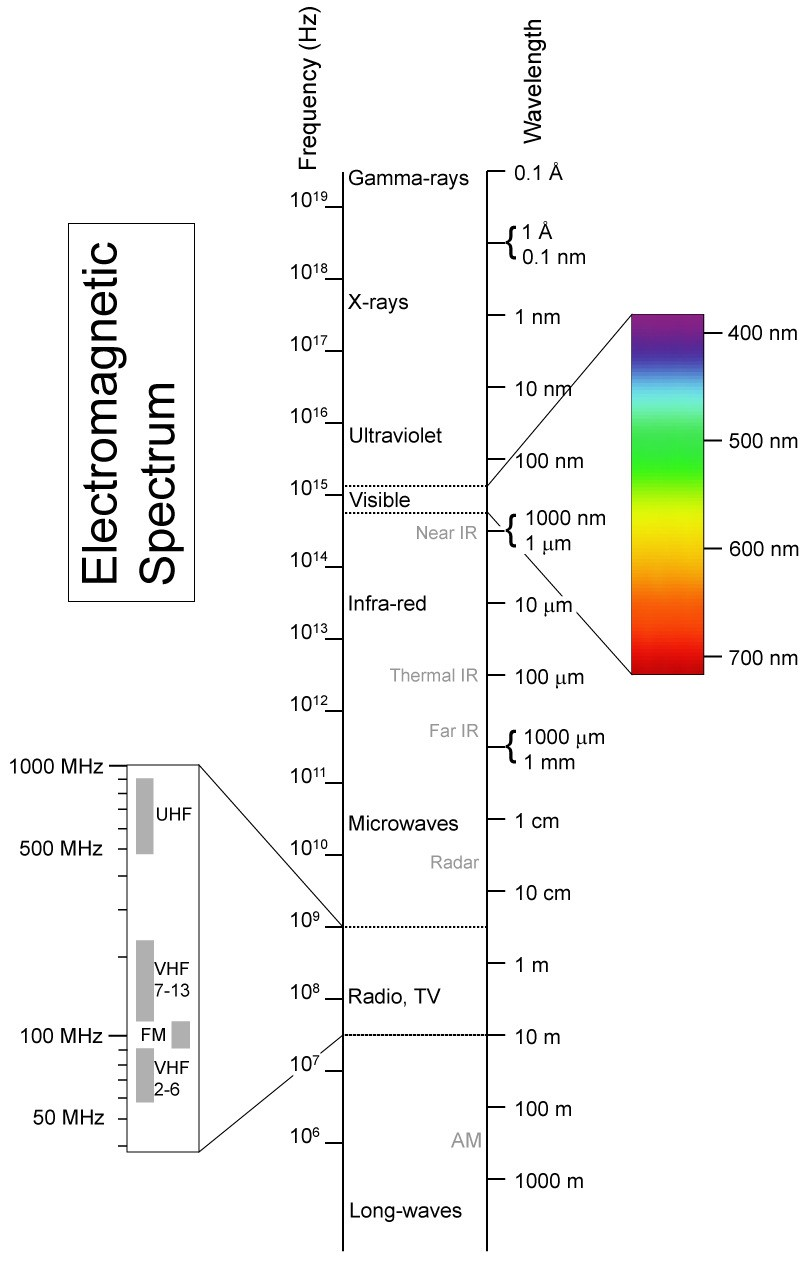 Electromagnetic
Spectrum
Frequency (Hz)
Wavelength
Gamma-rays
X-rays
Ultraviolet
Visible
Near IR
Infra-red
Thermal IR
Far IR
Microwaves
Radar
Radio, TV
AM
Long-waves
10¹⁹
10¹⁸
10¹⁷
10¹⁶
10¹⁵
10¹⁴
10¹³
10¹²
10¹¹
10¹⁰
10⁹
10⁸
10⁷
10⁶
0.1 Å
1 Å
0.1 nm
1 nm
10 nm
100 nm
1000 nm
1 µm
10 µm
100 µm
1000 µm
1 mm
1 cm
10 cm
1 m
10 m
100 m
1000 m
400 nm
500 nm
600 nm
700 nm
1000 MHz
500 MHz
100 MHz
50 MHz
UHF
VHF
7-13
FM
VHF
2-6